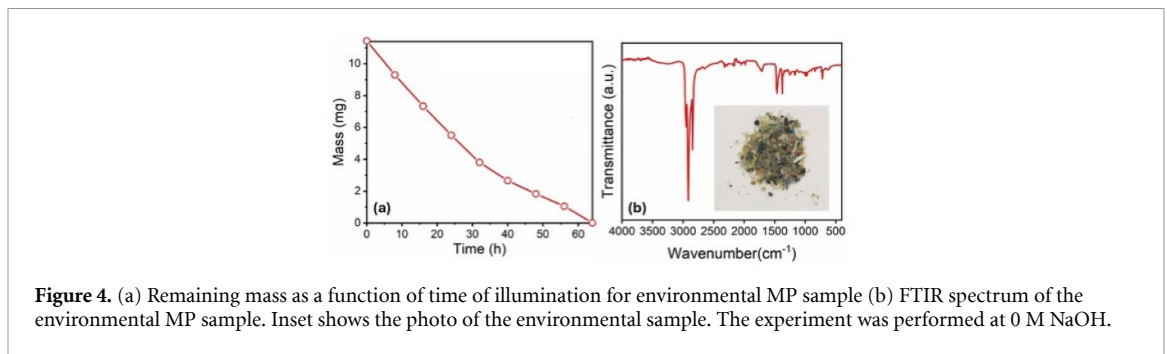 10
8
6
4
2
0
Mass (mg)
(a)
0 10 20 30 40 50 60
Time (h)
Transmittance (a.u.)
(b)
4000 3500 3000 2500 2000 1500 1000 500
Wavenumber(cm⁻¹)
Figure 4. (a) Remaining mass as a function of time of illumination for environmental MP sample (b) FTIR spectrum of the
environmental MP sample. Inset shows the photo of the environmental sample. The experiment was performed at 0 M NaOH.